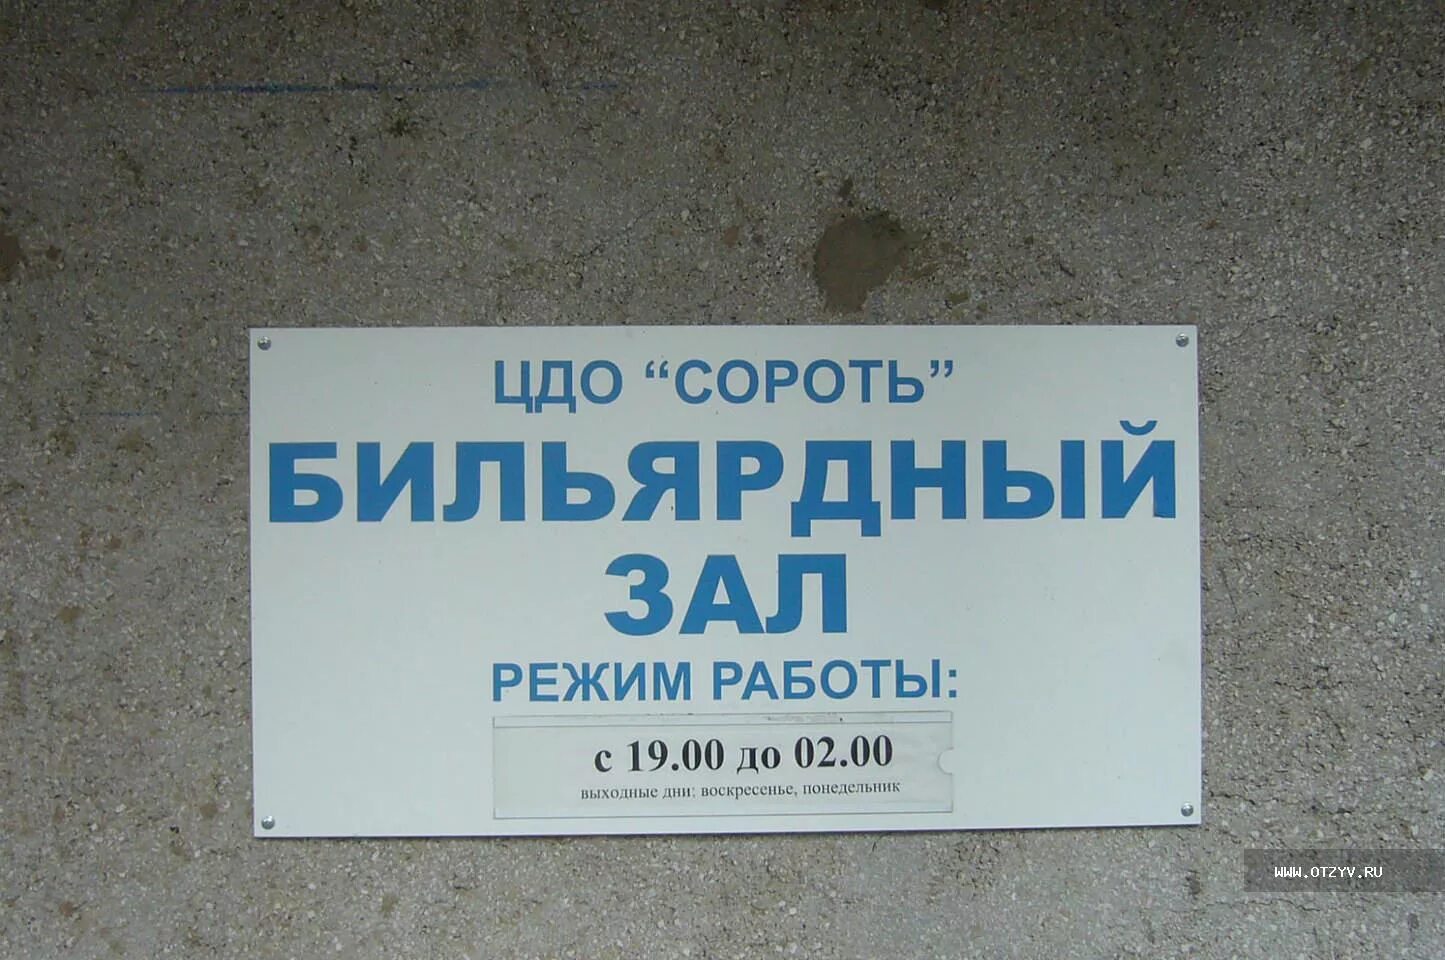 ЦДО “СОРОТЬ”
БИЛЬЯРДНЫЙ
ЗАЛ
РЕЖИМ РАБОТЫ:
с 19.00 до 02.00
выходные дни: воскресенье, понедельник
WWW.OTZYV.RU